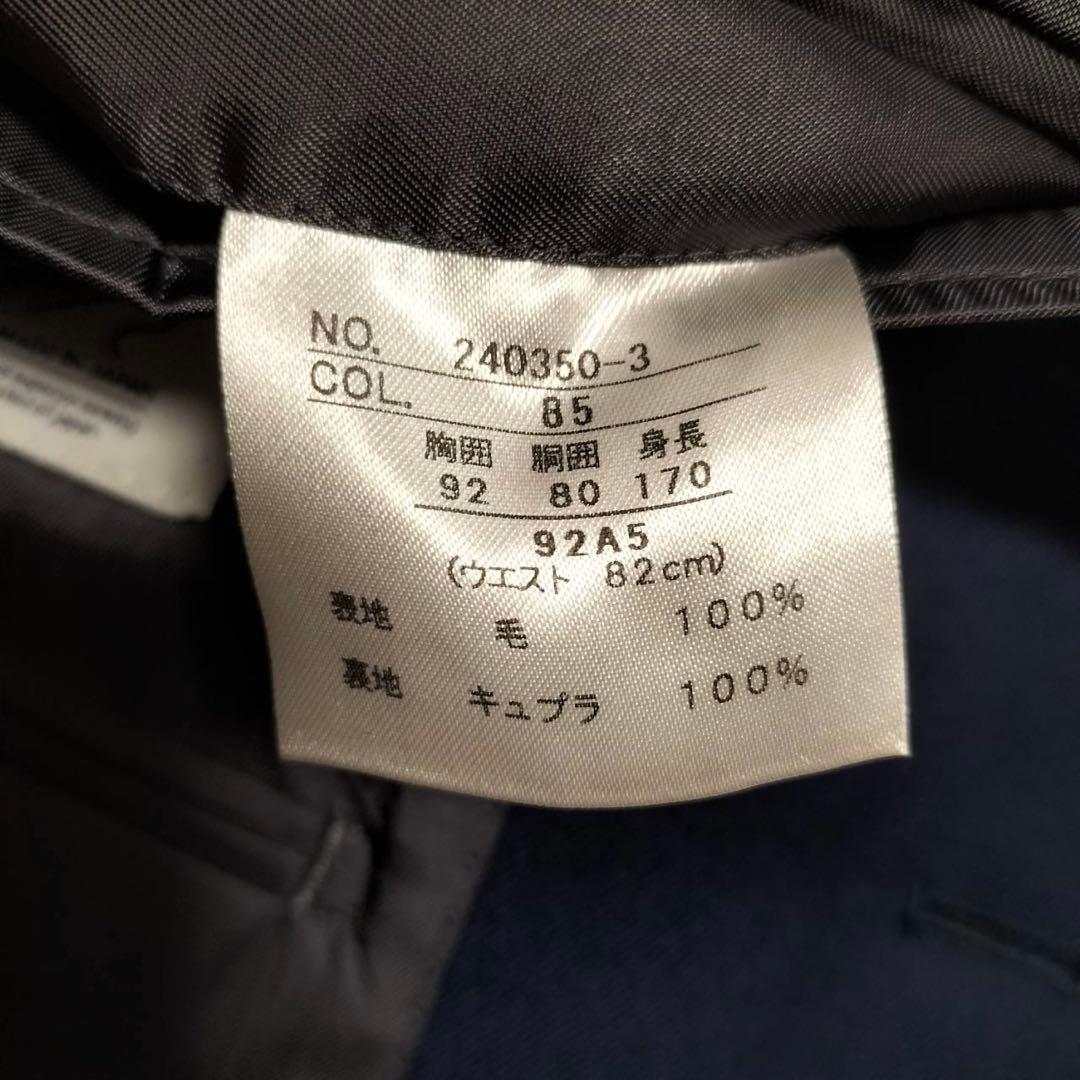 NO. 240350-3
COL. 85
胸囲 胴囲 身長
92 80 170
92A5
(ウエスト 82cm)
表地 毛 100%
裏地 キュプラ 100%